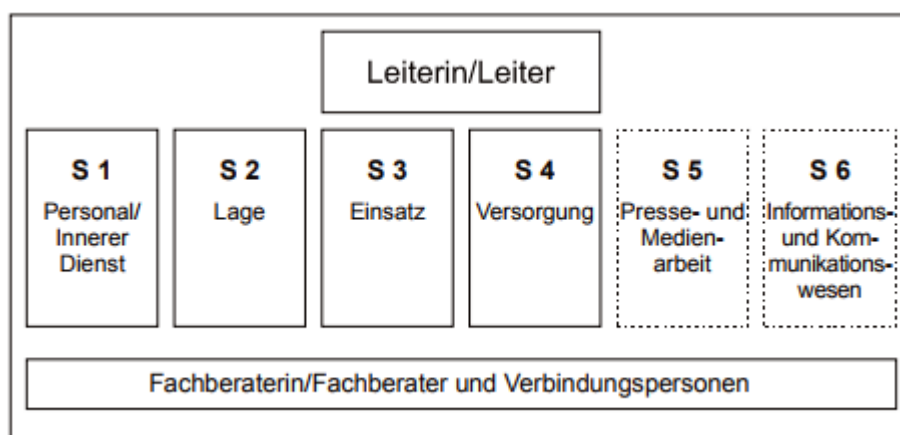 Leiterin/Leiter
S 1
Personal/
Innerer
Dienst
S 2
Lage
S 3
Einsatz
S 4
Versorgung
S 5
Presse- und
Medien-
arbeit
S 6
Informations-
und Kom-
munikations-
wesen
Fachberaterin/Fachberater und Verbindungspersonen